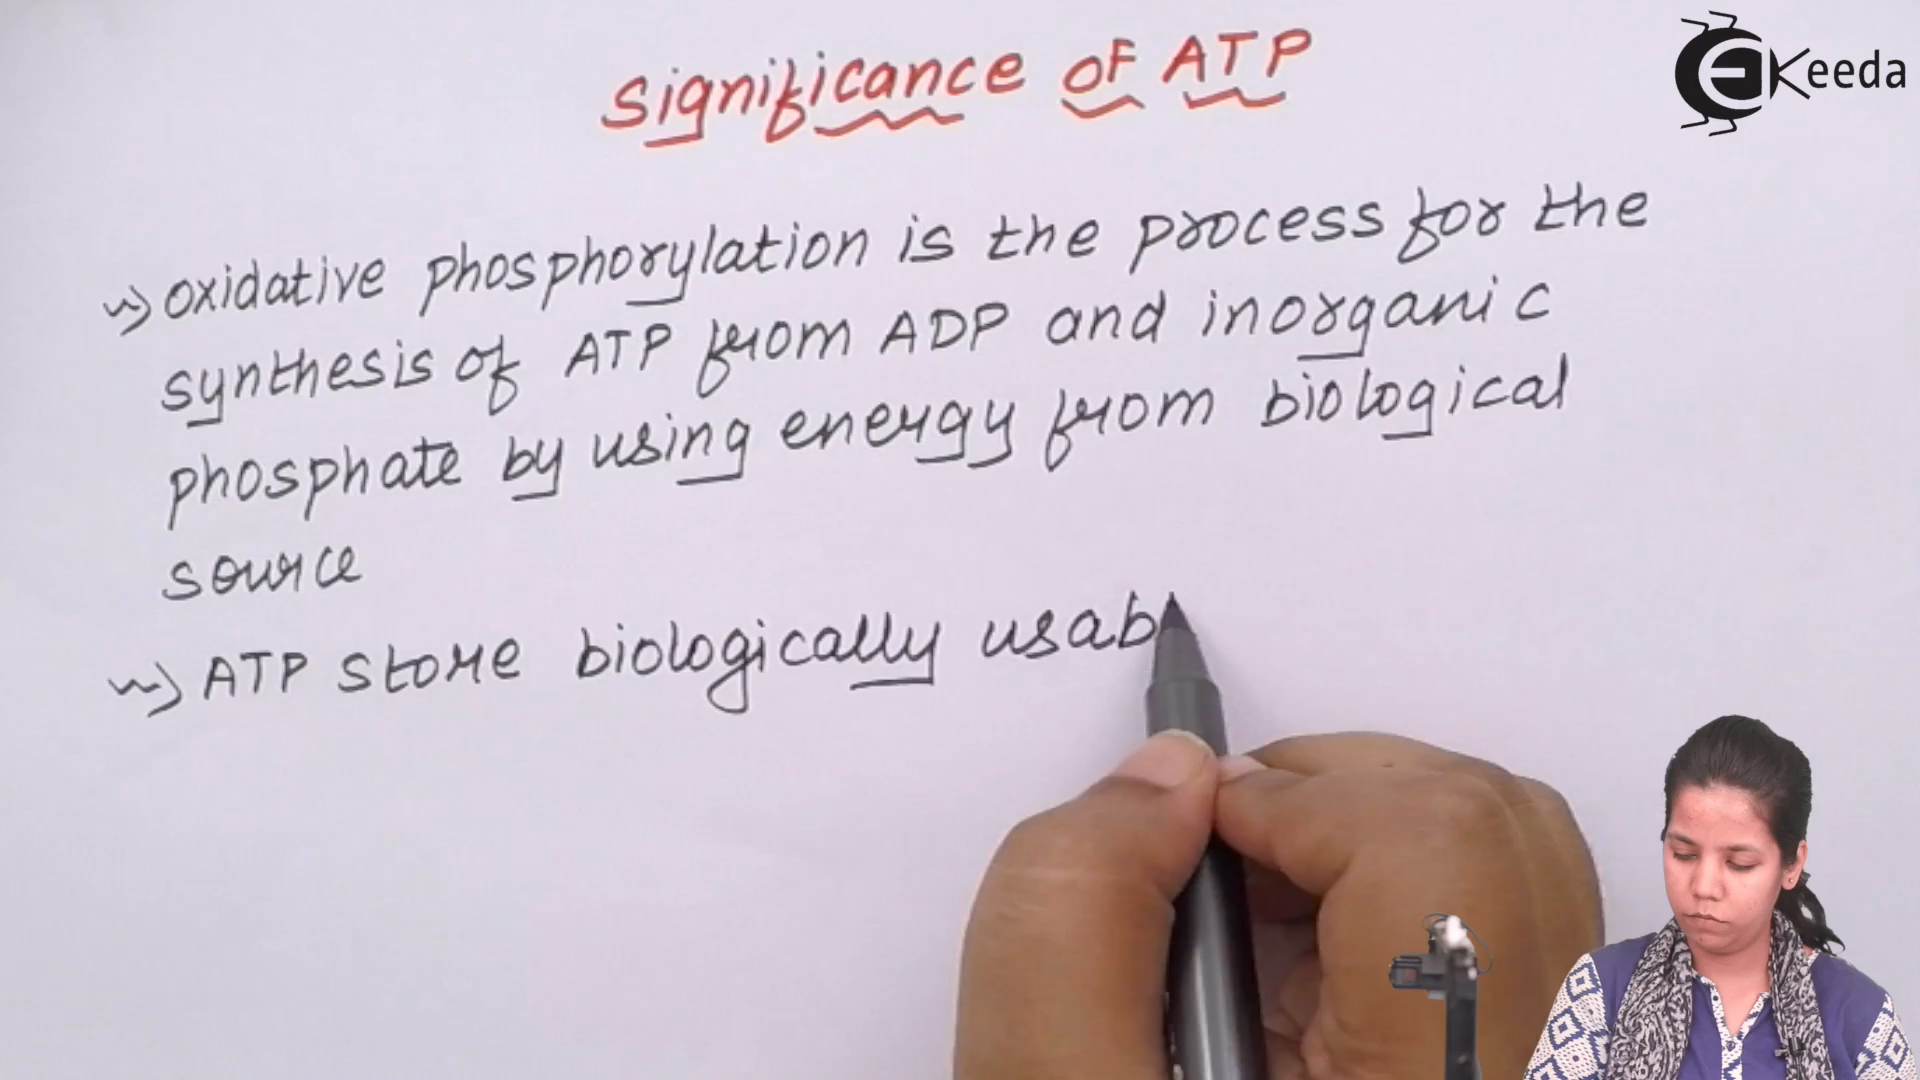 Significance of ATP
EKeeda
oxidative phosphorylation is the process for the
synthesis of ATP from ADP and inorganic
phosphate by using energy from biological
source
ATP store biologically usab